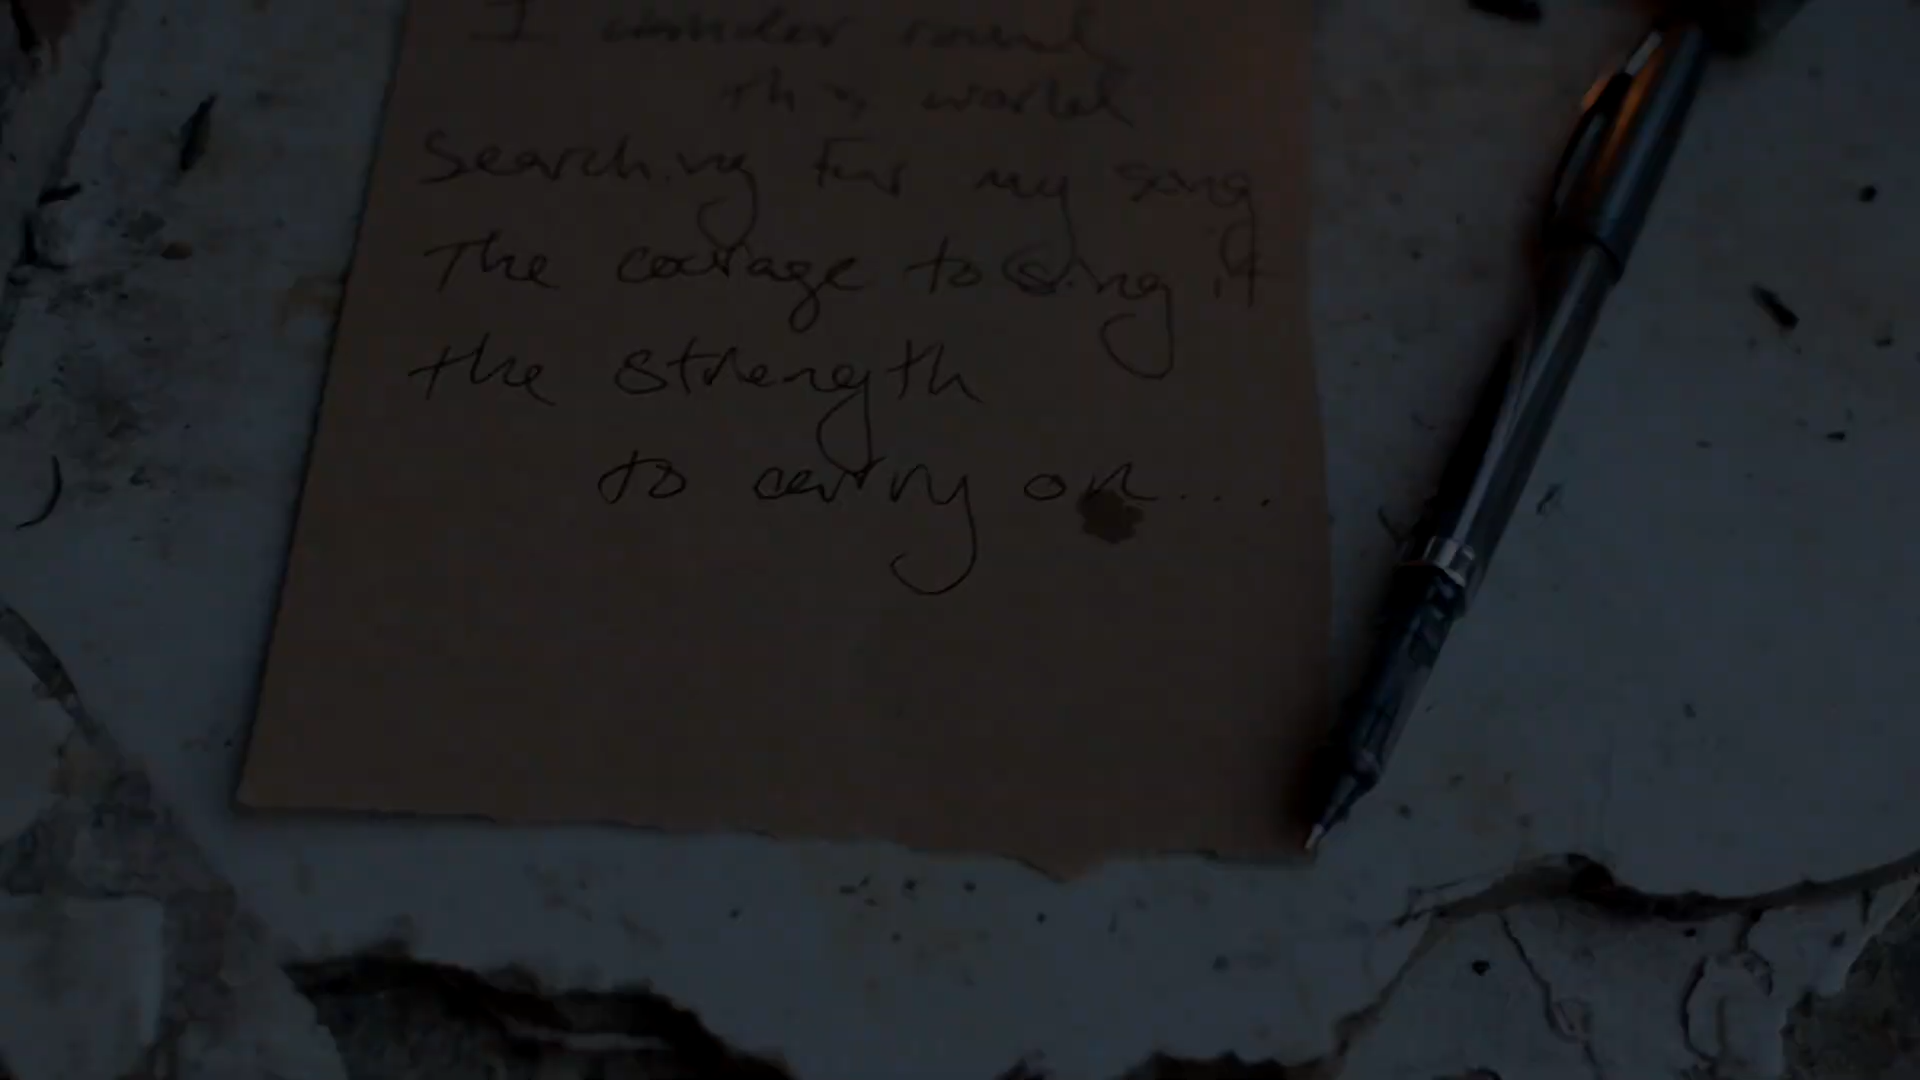 I wander round
this world
Searching for my song
The courage to sing it
the strength
to carry on...